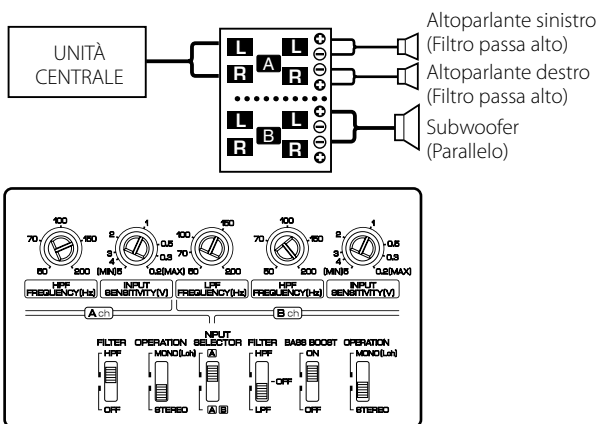 UNITÀ
CENTRALE
L L
A
R R
L L
B
R R
Altoparlante sinistro
(Filtro passa alto)
Altoparlante destro
(Filtro passa alto)
Subwoofer
(Parallelo)
100 1 150 100 1
70 150 2 0.5 100 70 150 2 0.5
3 0.3 3 0.3
4 4
50 200 (MIN)5 0.2(MAX) 50 200 50 200 (MIN)5 0.2(MAX)
HPF INPUT LPF HPF INPUT
FREQUENCY(Hz) SENSITIVITY(V) FREQUENCY(Hz) FREQUENCY(Hz) SENSITIVITY(V)
A ch B ch
INPUT
FILTER OPERATION SELECTOR FILTER BASS BOOST OPERATION
HPF MONO(Lch) A HPF ON MONO(Lch)
OFF
OFF STEREO A B LPF OFF STEREO